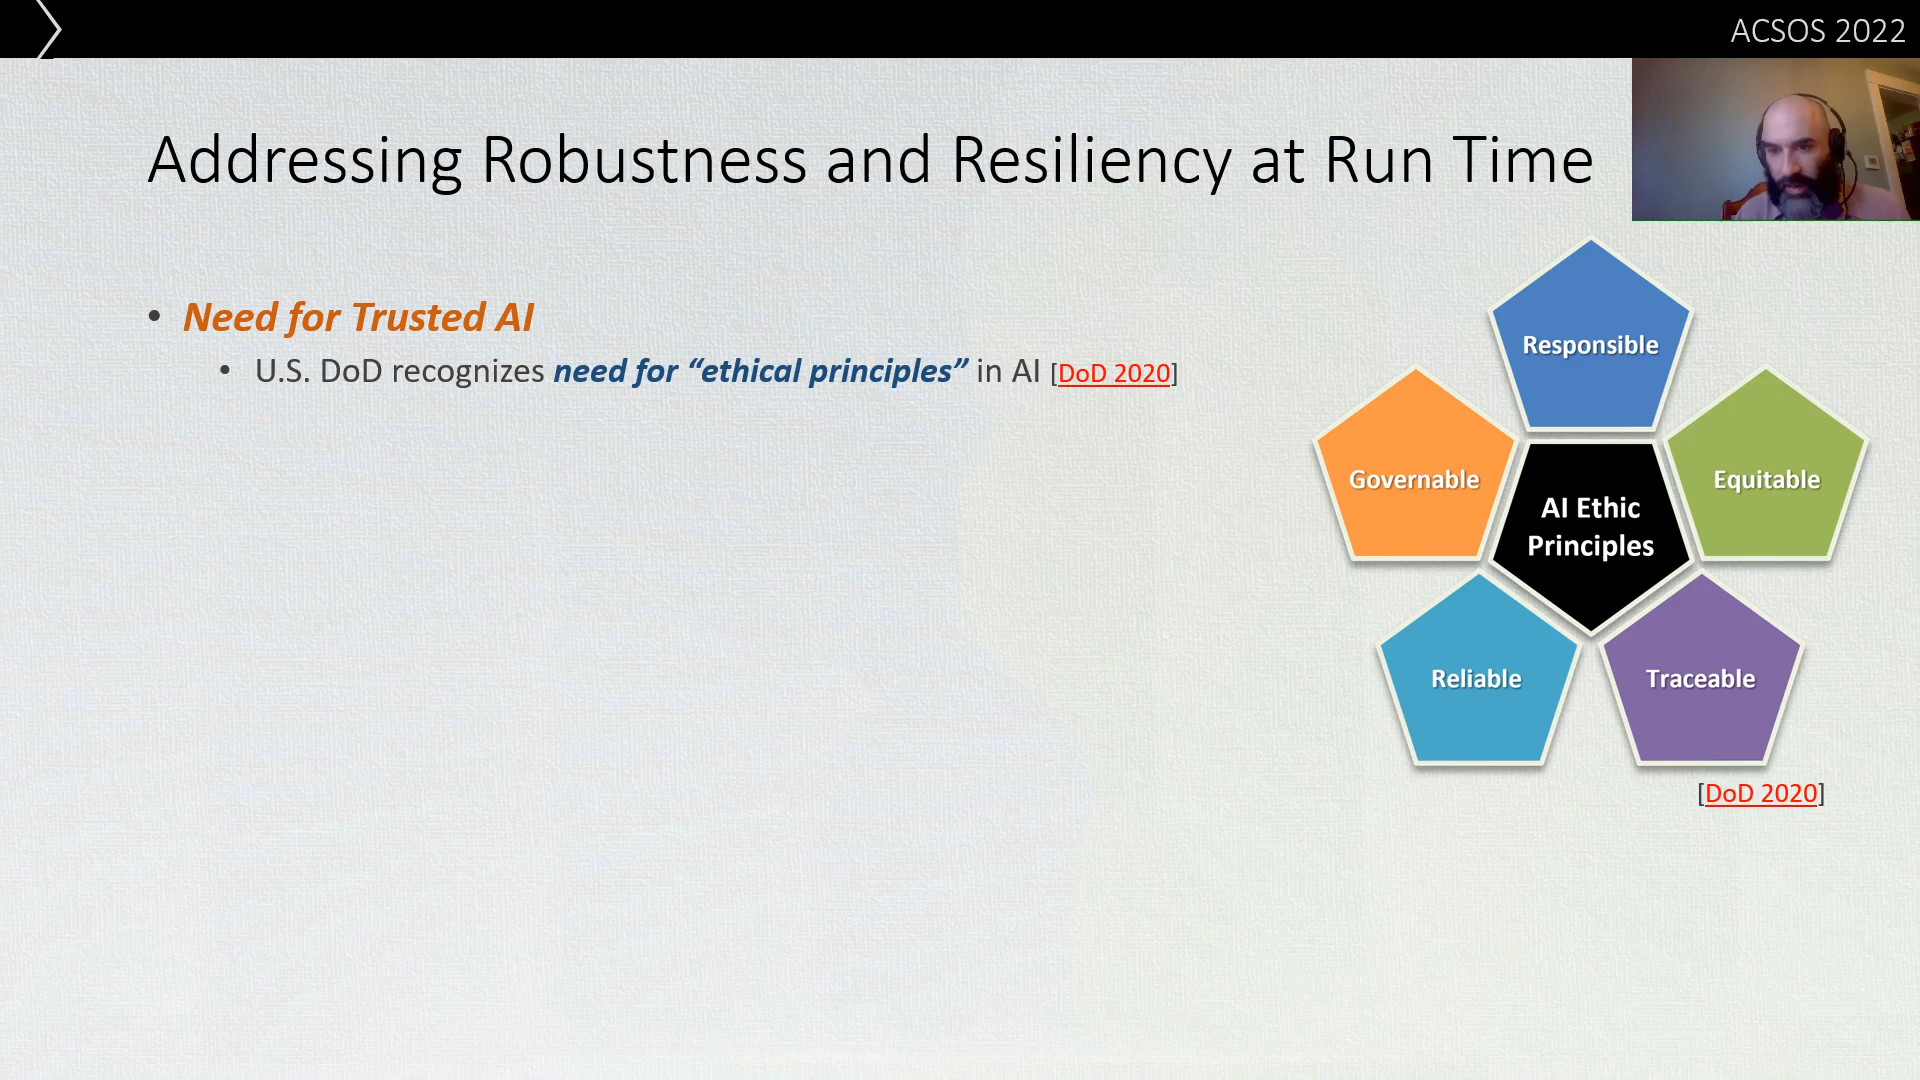 ACSOS 2022
Addressing Robustness and Resiliency at Run Time
• Need for Trusted AI
• U.S. DoD recognizes need for “ethical principles” in AI [DoD 2020]
Responsible
Governable
Equitable
AI Ethic
Principles
Reliable
Traceable
[DoD 2020]